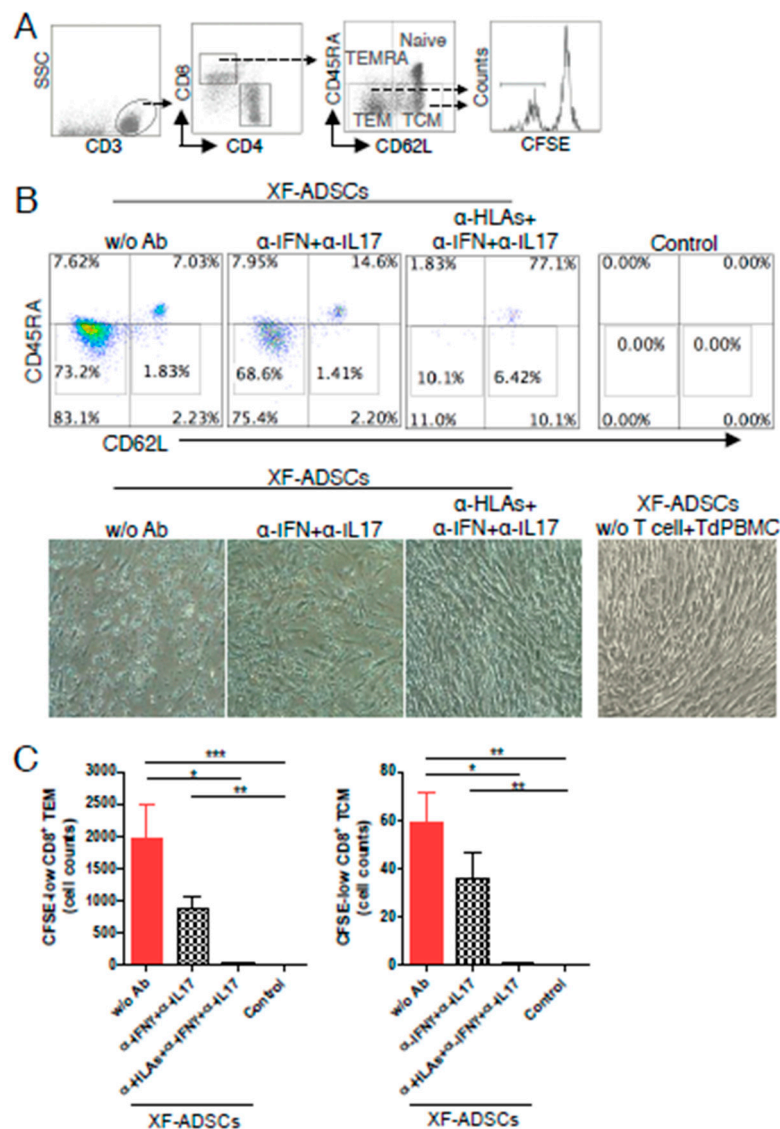 A
SSC
CD3
CD8
CD4
CD45RA
TEMRA
Naive
TEM
TCM
CD62L
Counts
CFSE
B
XF-ADSCs
w/o Ab
α-IFN+α-IL17
α-HLAs+
α-IFN+α-IL17
Control
7.62% 7.03%
73.2% 1.83%
83.1% 2.23%
7.95% 14.6%
68.6% 1.41%
75.4% 2.20%
1.83% 77.1%
10.1% 6.42%
11.0% 10.1%
0.00% 0.00%
0.00% 0.00%
0.00% 0.00%
CD45RA
CD62L
XF-ADSCs
w/o Ab
α-IFN+α-IL17
α-HLAs+
α-IFN+α-IL17
XF-ADSCs
w/o T cell+TdPBMC
C
CFSE-low CD8⁺ TEM
(cell counts)
3000
2500
2000
1500
1000
500
0
***
*
**
w/o Ab
α-IFNγ+α-IL17
α-HLAs+α-IFNγ+α-IL17
Control
XF-ADSCs
CFSE-low CD8⁺ TCM
(cell counts)
80
60
40
20
0
**
*
**
w/o Ab
α-IFNγ+α-IL17
α-HLAs+α-IFNγ+α-IL17
Control
XF-ADSCs